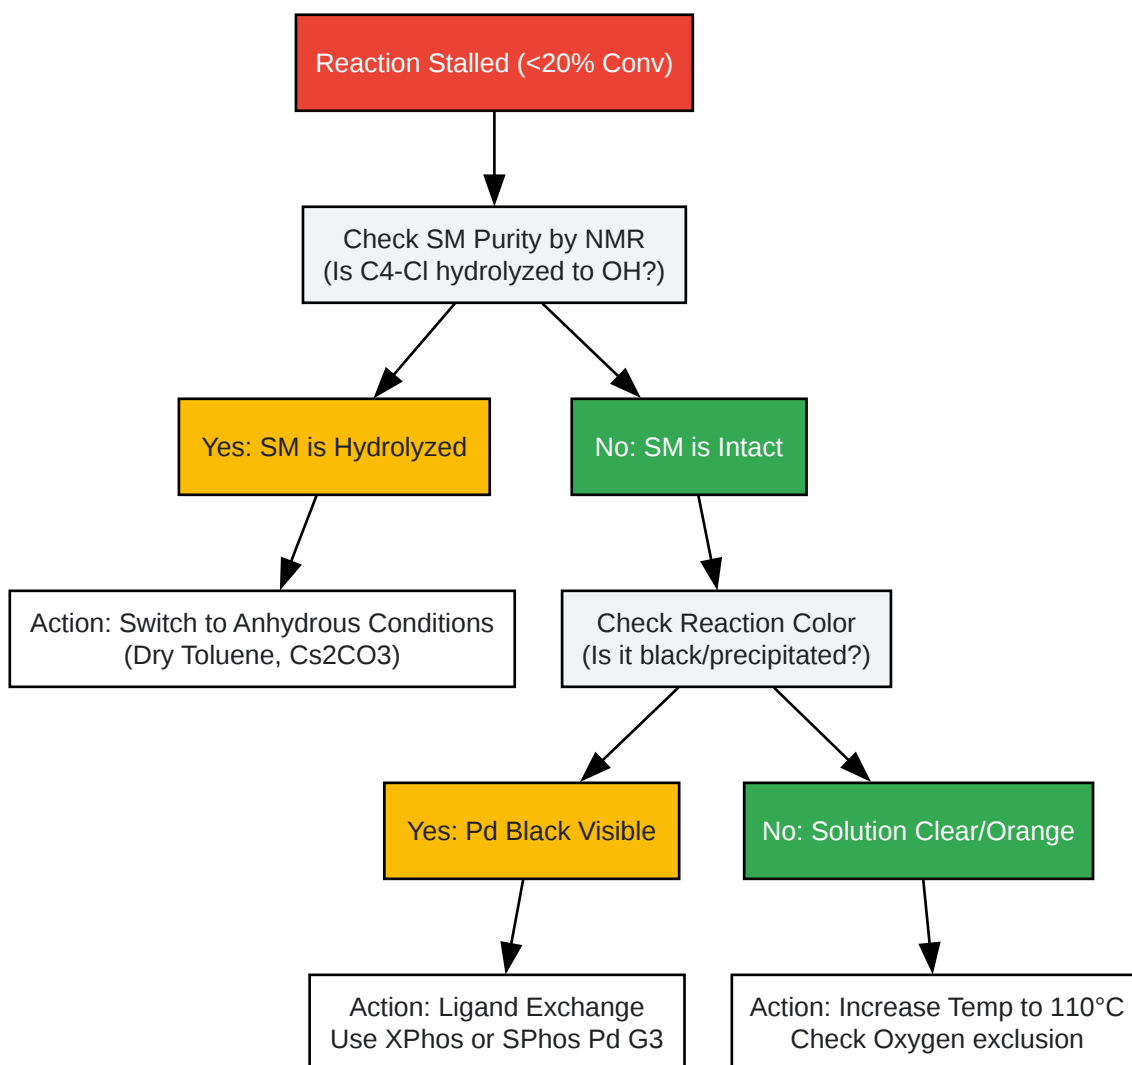 Reaction Stalled (<20% Conv)
Check SM Purity by NMR
(Is C4-Cl hydrolyzed to OH?)
Yes: SM is Hydrolyzed
No: SM is Intact
Action: Switch to Anhydrous Conditions
(Dry Toluene, Cs2CO3)
Check Reaction Color
(Is it black/precipitated?)
Yes: Pd Black Visible
No: Solution Clear/Orange
Action: Ligand Exchange
Use XPhos or SPhos Pd G3
Action: Increase Temp to 110°C
Check Oxygen exclusion